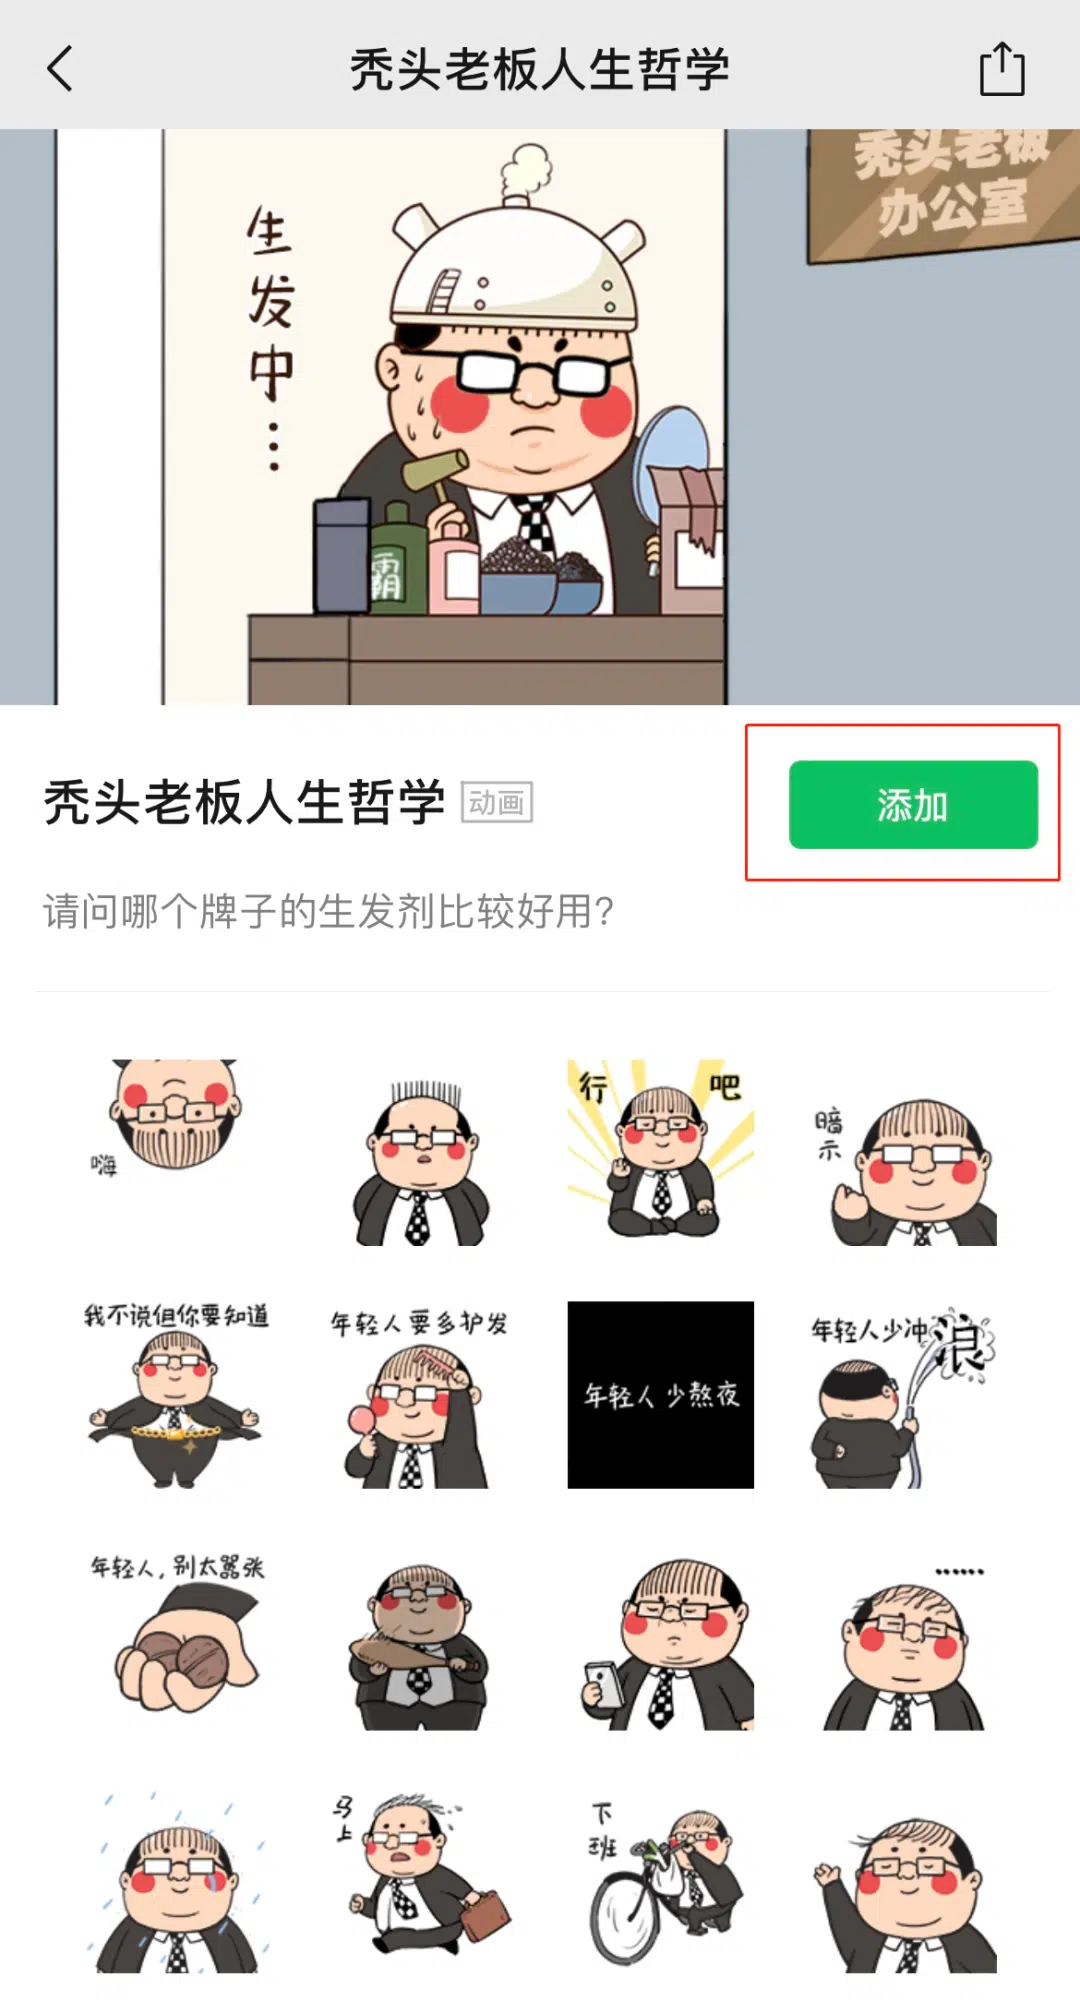 秃头老板人生哲学
秃头老板
办公室
生发中...
霸
秃头老板人生哲学 动画
添加
请问哪个牌子的生发剂比较好用?
嗨
行吧
暗示
我不说但你要知道
年轻人要多护发
年轻人少熬夜
年轻人少冲浪
年轻人,别太嚣张
......
马上
下班